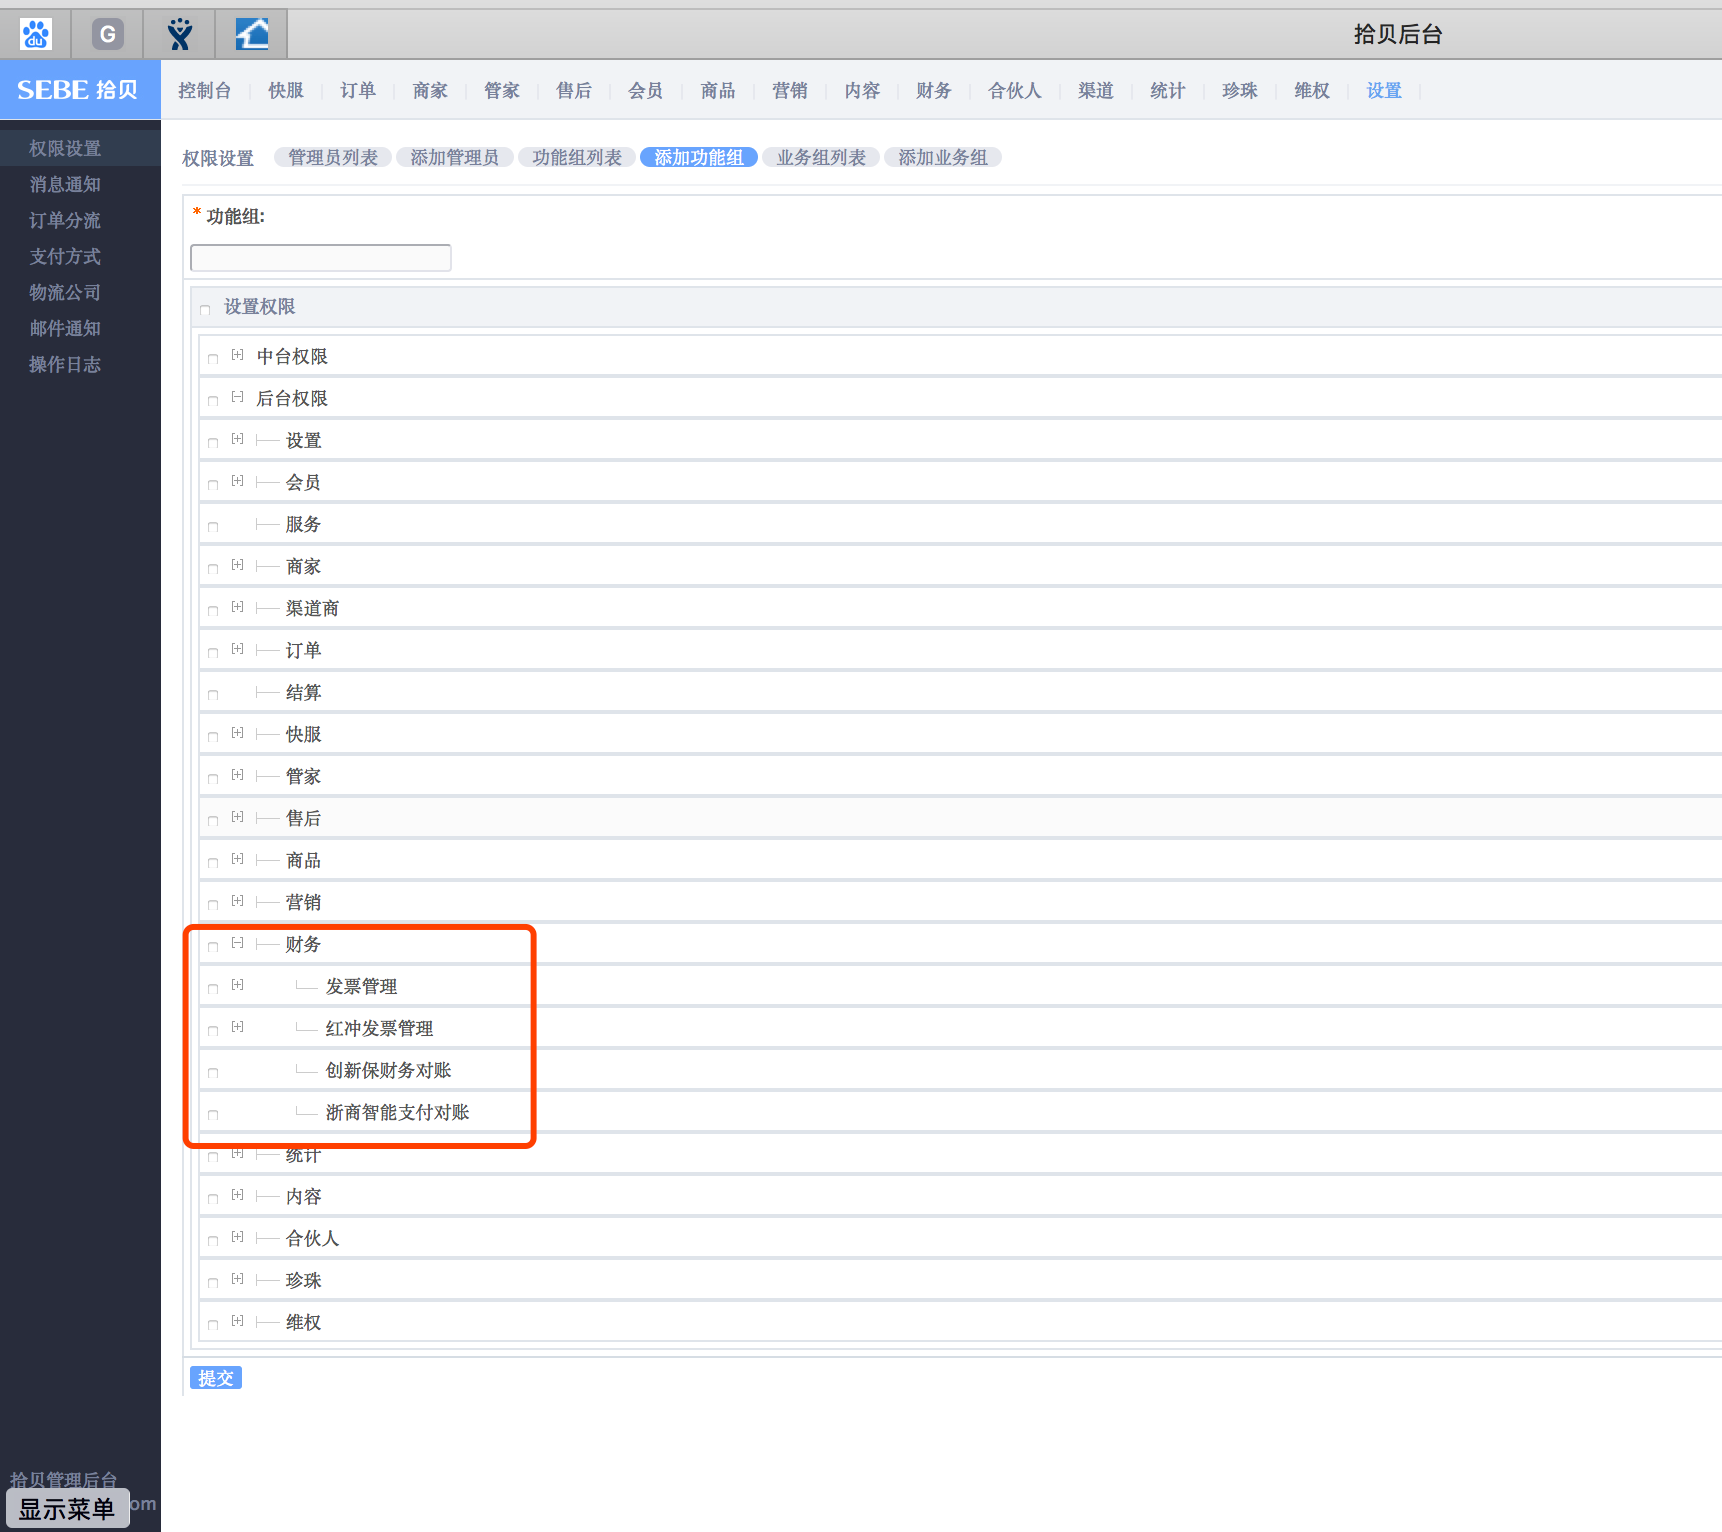 du
G
拾贝后台
SEBE 拾贝
控制台 快服 订单 商家 管家 售后 会员 商品 营销 内容 财务 合伙人 渠道 统计 珍珠 维权 设置
权限设置
消息通知
订单分流
支付方式
物流公司
邮件通知
操作日志
权限设置 管理员列表 添加管理员 功能组列表 添加功能组 业务组列表 添加业务组
* 功能组:
设置权限
中台权限
后台权限
设置
会员
服务
商家
渠道商
订单
结算
快服
管家
售后
商品
营销
财务
发票管理
红冲发票管理
创新保财务对账
浙商智能支付对账
统计
内容
合伙人
珍珠
维权
提交
拾贝管理后台
om
显示菜单